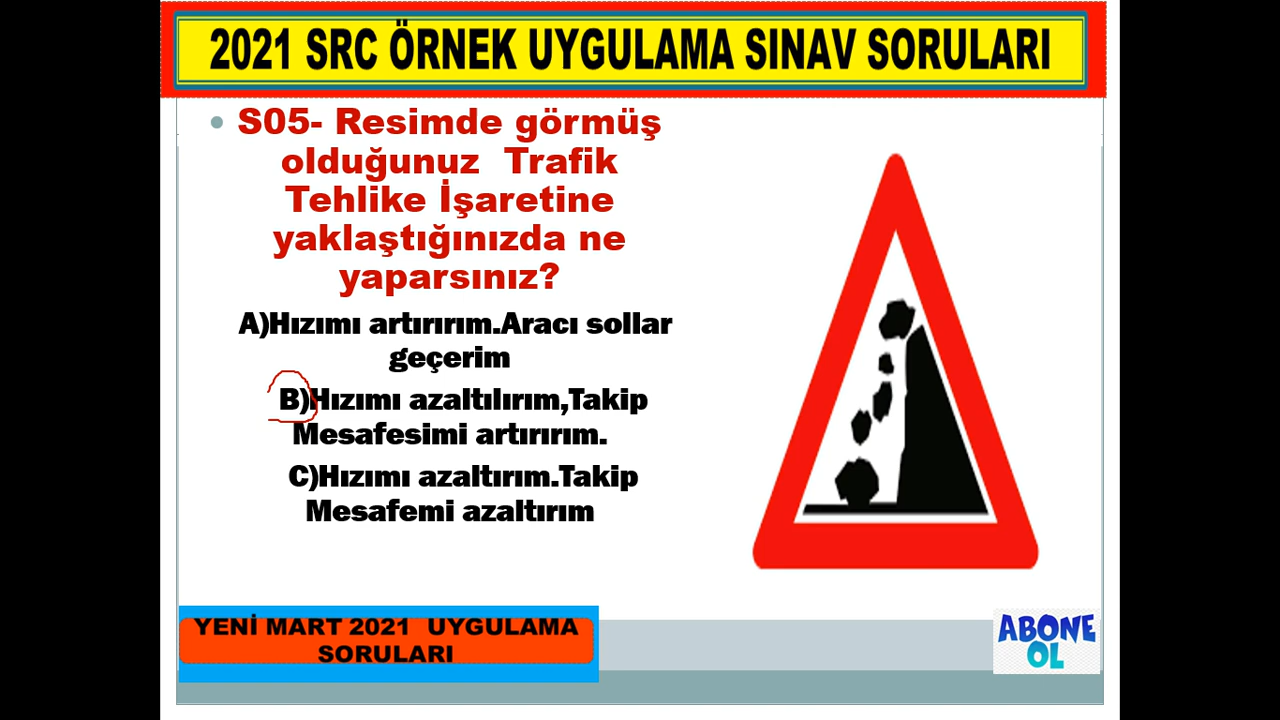 2021 SRC ÖRNEK UYGULAMA SINAV SORULARI
• S05- Resimde görmüş
olduğunuz Trafik
Tehlike İşaretine
yaklaştığınızda ne
yaparsınız?
A)Hızımı artırırım.Aracı sollar
geçerim
B)Hızımı azaltılırım,Takip
Mesafesimi artırırım.
C)Hızımı azaltırım.Takip
Mesafemi azaltırım
YENİ MART 2021 UYGULAMA
SORULARI
ABONE
OL